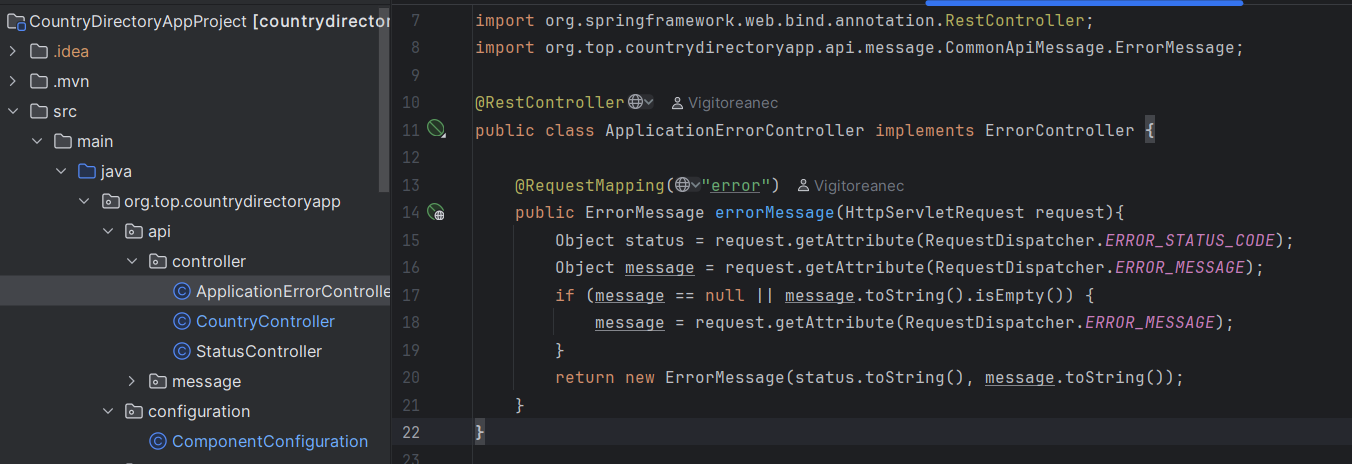 CountryDirectoryAppProject [countrydirector
.idea
.mvn
src
main
java
org.top.countrydirectoryapp
api
controller
ApplicationErrorControlle
CountryController
StatusController
message
configuration
ComponentConfiguration
7 import org.springframework.web.bind.annotation.RestController;
8 import org.top.countrydirectoryapp.api.message.CommonApiMessage.ErrorMessage;
9
10 @RestController Vigitoreanec
11 public class ApplicationErrorController implements ErrorController {
12
13 @RequestMapping("error") Vigitoreanec
14 public ErrorMessage errorMessage(HttpServletRequest request){
15 Object status = request.getAttribute(RequestDispatcher.ERROR_STATUS_CODE);
16 Object message = request.getAttribute(RequestDispatcher.ERROR_MESSAGE);
17 if (message == null || message.toString().isEmpty()) {
18 message = request.getAttribute(RequestDispatcher.ERROR_MESSAGE);
19 }
20 return new ErrorMessage(status.toString(), message.toString());
21 }
22 }
23